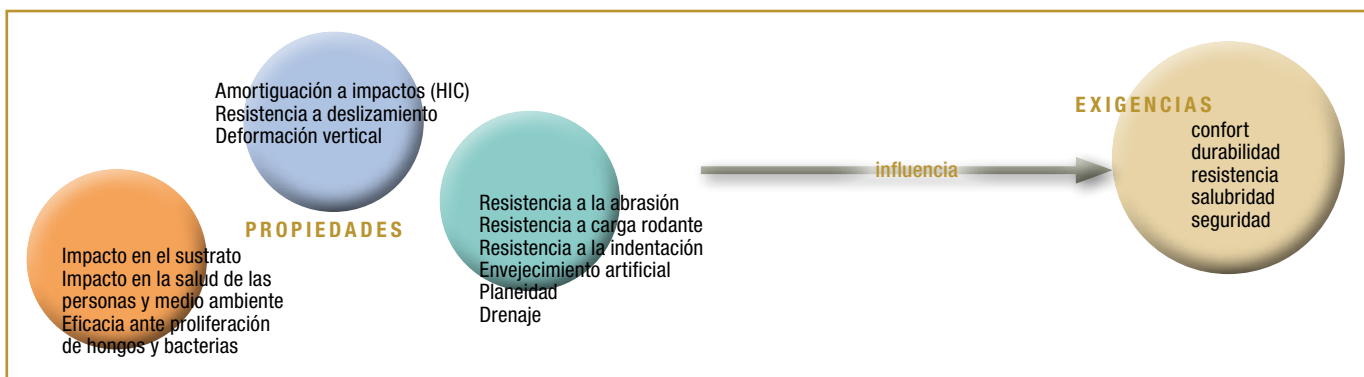 Amortiguación a impactos (HIC)
Resistencia a deslizamiento
Deformación vertical
PROPIEDADES
Impacto en el sustrato
Impacto en la salud de las
personas y medio ambiente
Eficacia ante proliferación
de hongos y bacterias
Resistencia a la abrasión
Resistencia a carga rodante
Resistencia a la indentación
Envejecimiento artificial
Planeidad
Drenaje
influencia
EXIGENCIAS
confort
durabilidad
resistencia
salubridad
seguridad